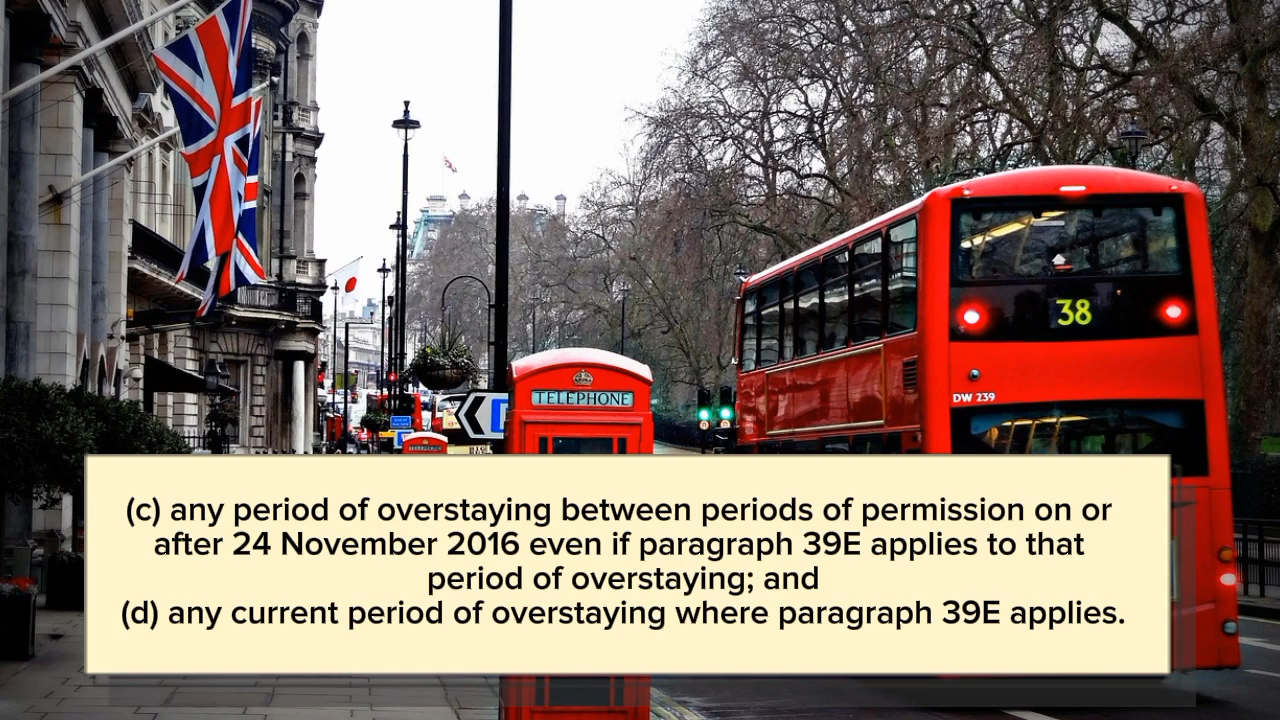 38
TELEPHONE
DW 239
(c) any period of overstaying between periods of permission on or
after 24 November 2016 even if paragraph 39E applies to that
period of overstaying; and
(d) any current period of overstaying where paragraph 39E applies.